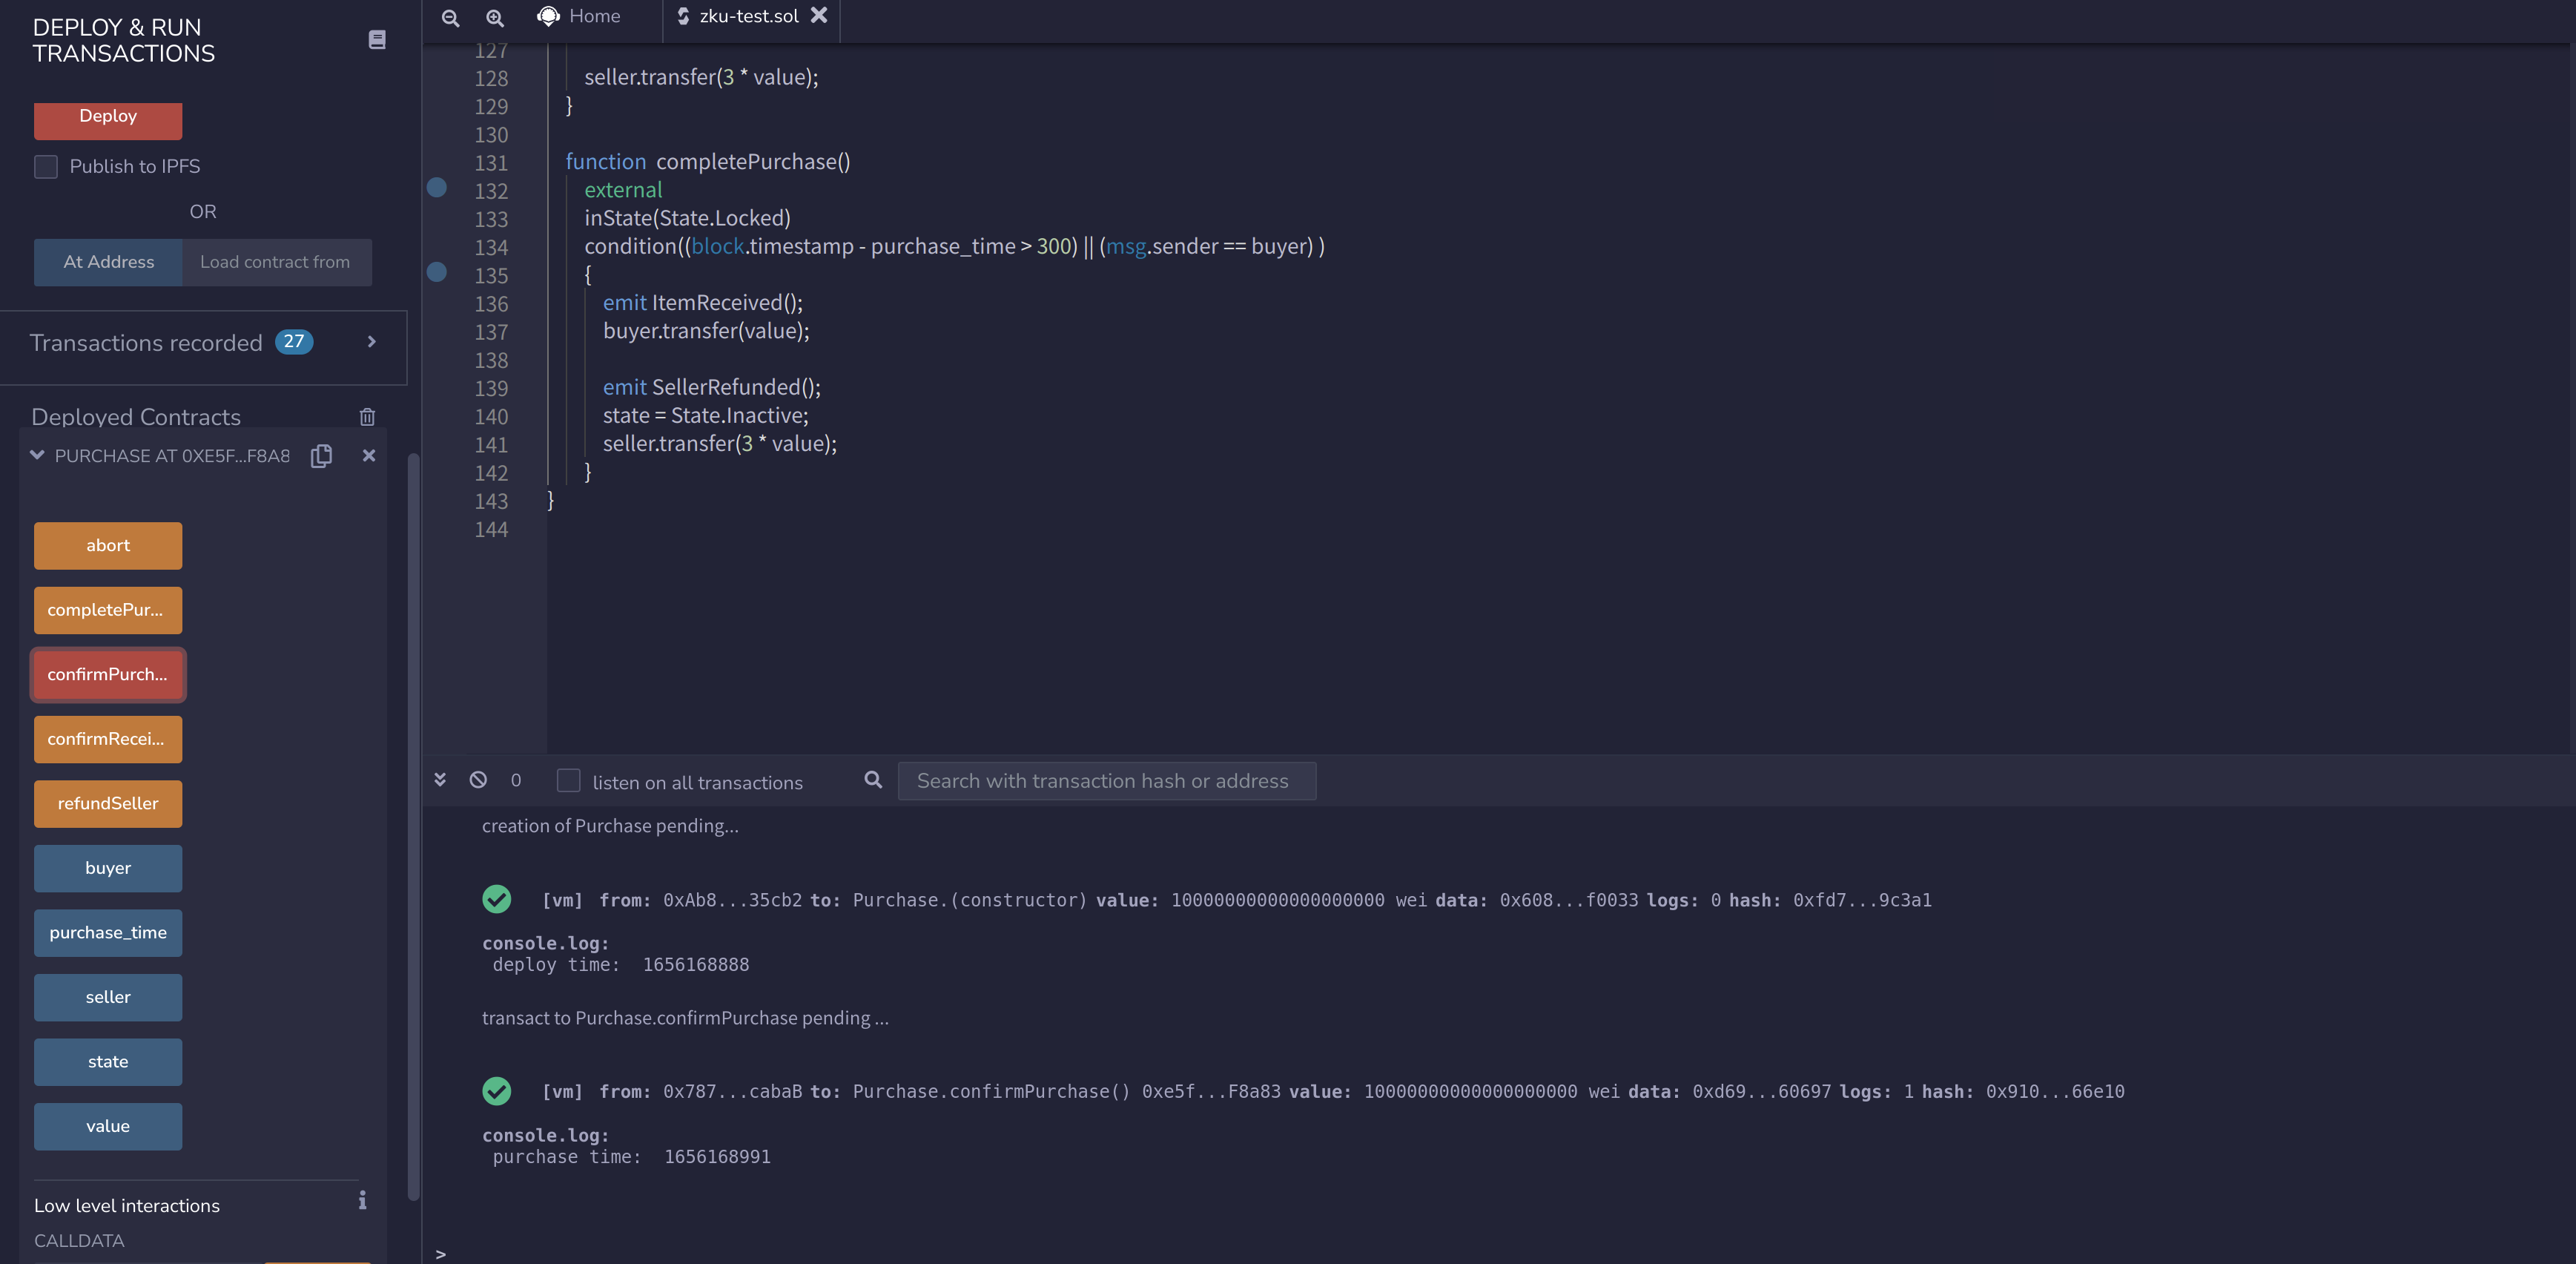 DEPLOY & RUN
TRANSACTIONS
Deploy
Publish to IPFS
OR
At Address Load contract from
Transactions recorded 27
Deployed Contracts
PURCHASE AT 0XE5F...F8A8
abort
completePur...
confirmPurch...
confirmRecei...
refundSeller
buyer
purchase_time
seller
state
value
Low level interactions
CALLDATA
Home zku-test.sol
127
128 seller.transfer(3 * value);
129 }
130
131 function completePurchase()
132 external
133 inState(State.Locked)
134 condition((block.timestamp - purchase_time > 300) || (msg.sender == buyer) )
135 {
136 emit ItemReceived();
137 buyer.transfer(value);
138
139 emit SellerRefunded();
140 state = State.Inactive;
141 seller.transfer(3 * value);
142 }
143 }
144
0 listen on all transactions Search with transaction hash or address
creation of Purchase pending...
[vm] from: 0xAb8...35cb2 to: Purchase.(constructor) value: 10000000000000000000 wei data: 0x608...f0033 logs: 0 hash: 0xfd7...9c3a1
console.log:
deploy time: 1656168888
transact to Purchase.confirmPurchase pending ...
[vm] from: 0x787...cabaB to: Purchase.confirmPurchase() 0xe5f...F8a83 value: 10000000000000000000 wei data: 0xd69...60697 logs: 1 hash: 0x910...66e10
console.log:
purchase time: 1656168991
>